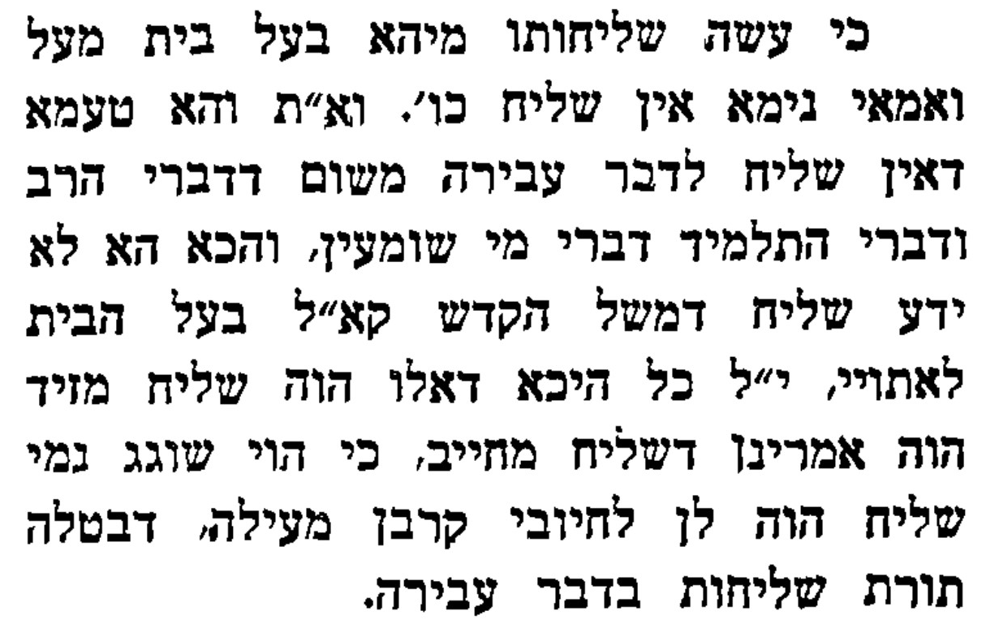 כי עשה שליחותו מיהא בעל בית מעל
ואמאי נימא אין שליח כו׳. וא״ת והא טעמא
דאין שליח לדבר עבירה משום דדברי הרב
ודברי התלמיד דברי מי שומעין, והכא הא לא
ידע שליח דמשל הקדש קא״ל בעל הבית
לאתויי, י״ל כל היכא דאלו הוה שליח מזיד
הוה אמרינן דשליח מחייב, כי הוי שוגג נמי
שליח הוה לן לחיובי קרבן מעילה, דבטלה
תורת שליחות בדבר עבירה.